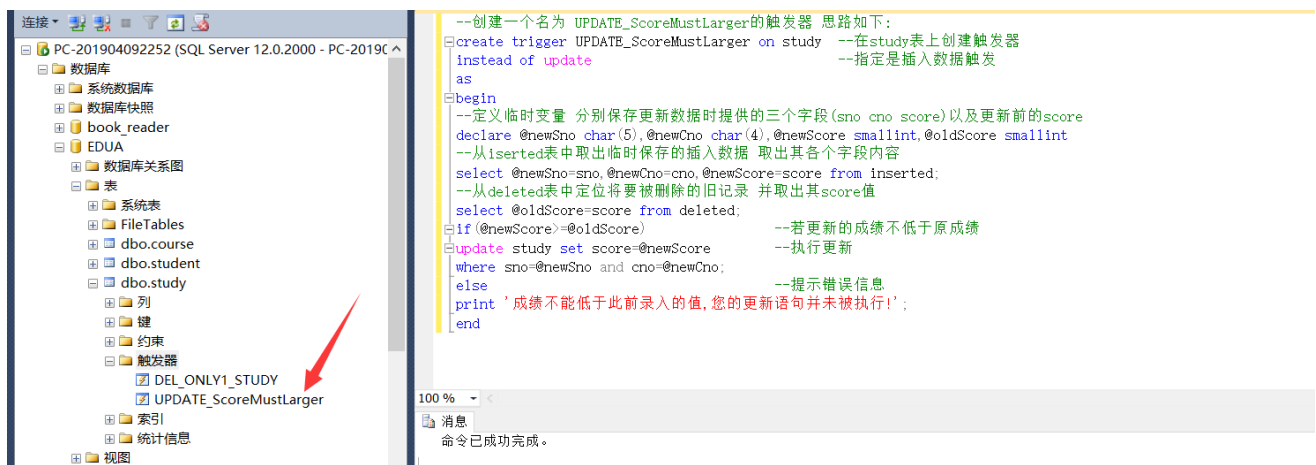 连接
PC-201904092252 (SQL Server 12.0.2000 - PC-2019C
数据库
系统数据库
数据库快照
book_reader
EDUA
数据库关系图
表
系统表
FileTables
dbo.course
dbo.student
dbo.study
列
键
约束
触发器
DEL_ONLY1_STUDY
UPDATE_ScoreMustLarger
索引
统计信息
视图
--创建一个名为 UPDATE_ScoreMustLarger的触发器 思路如下:
create trigger UPDATE_ScoreMustLarger on study --在study表上创建触发器
instead of update --指定是插入数据触发
as
begin
--定义临时变量 分别保存更新数据时提供的三个字段(sno cno score)以及更新前的score
declare @newSno char(5),@newCno char(4),@newScore smallint,@oldScore smallint
--从iserted表中取出临时保存的插入数据 取出其各个字段内容
select @newSno=sno,@newCno=cno,@newScore=score from inserted;
--从deleted表中定位将要被删除的旧记录 并取出其score值
select @oldScore=score from deleted;
if(@newScore>=@oldScore) --若更新的成绩不低于原成绩
update study set score=@newScore --执行更新
where sno=@newSno and cno=@newCno;
else --提示错误信息
print '成绩不能低于此前录入的值,您的更新语句并未被执行!';
end
100 %
消息
命令已成功完成。